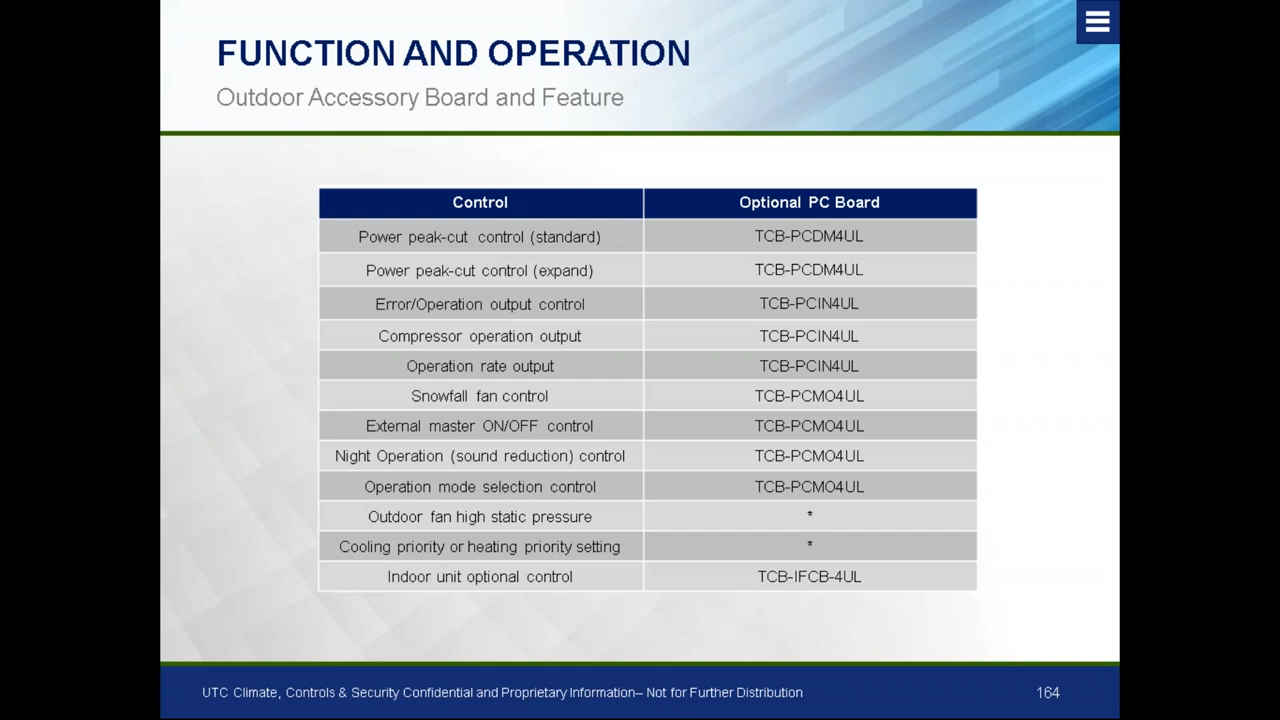 FUNCTION AND OPERATION
Outdoor Accessory Board and Feature
Control Optional PC Board
Power peak-cut control (standard) TCB-PCDM4UL
Power peak-cut control (expand) TCB-PCDM4UL
Error/Operation output control TCB-PCIN4UL
Compressor operation output TCB-PCIN4UL
Operation rate output TCB-PCIN4UL
Snowfall fan control TCB-PCMO4UL
External master ON/OFF control TCB-PCMO4UL
Night Operation (sound reduction) control TCB-PCMO4UL
Operation mode selection control TCB-PCMO4UL
Outdoor fan high static pressure *
Cooling priority or heating priority setting *
Indoor unit optional control TCB-IFCB-4UL
UTC Climate, Controls & Security Confidential and Proprietary Information– Not for Further Distribution 164